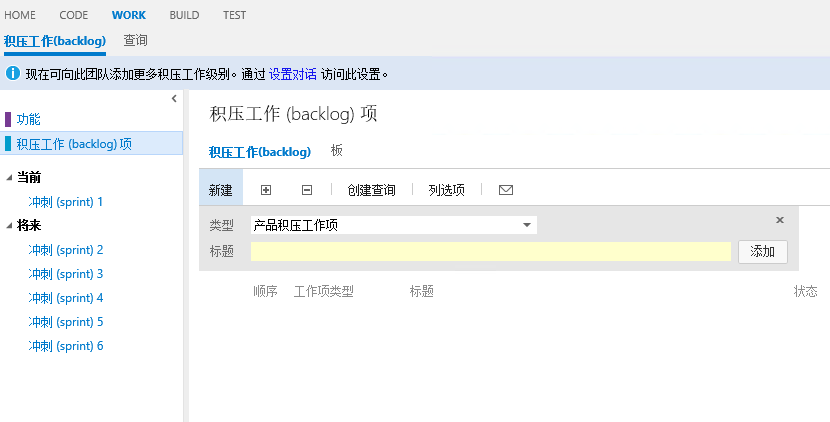 HOME CODE WORK BUILD TEST
积压工作(backlog) 查询
现在可向此团队添加更多积压工作级别。通过 设置对话 访问此设置。
功能
积压工作 (backlog) 项
当前
冲刺 (sprint) 1
将来
冲刺 (sprint) 2
冲刺 (sprint) 3
冲刺 (sprint) 4
冲刺 (sprint) 5
冲刺 (sprint) 6
积压工作 (backlog) 项
积压工作(backlog) 板
新建 创建查询 列选项
类型 产品积压工作项
标题 添加
顺序 工作项类型 标题 状态